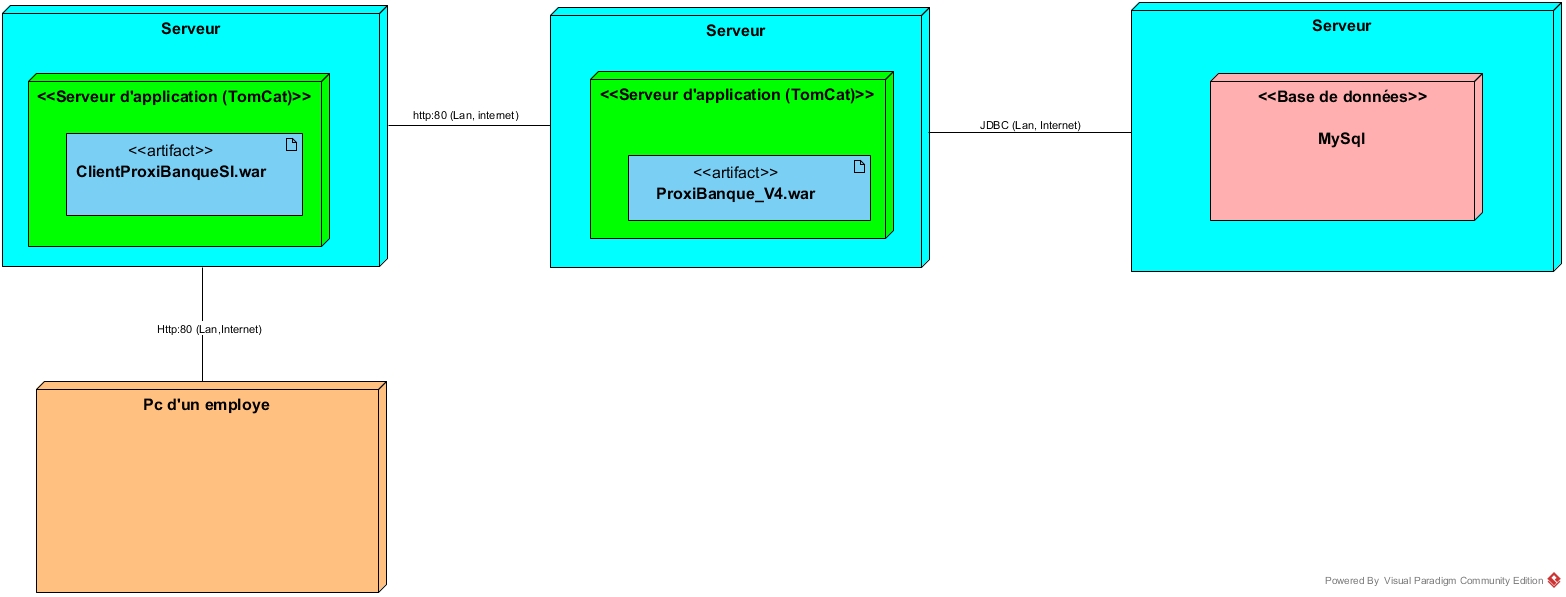 Serveur
<<Serveur d'application (TomCat)>>
<<artifact>>
ClientProxiBanqueSI.war
http:80 (Lan, internet)
Serveur
<<Serveur d'application (TomCat)>>
<<artifact>>
ProxiBanque_V4.war
JDBC (Lan, Internet)
Serveur
<<Base de données>>
MySql
Http:80 (Lan,Internet)
Pc d'un employe
Powered By Visual Paradigm Community Edition